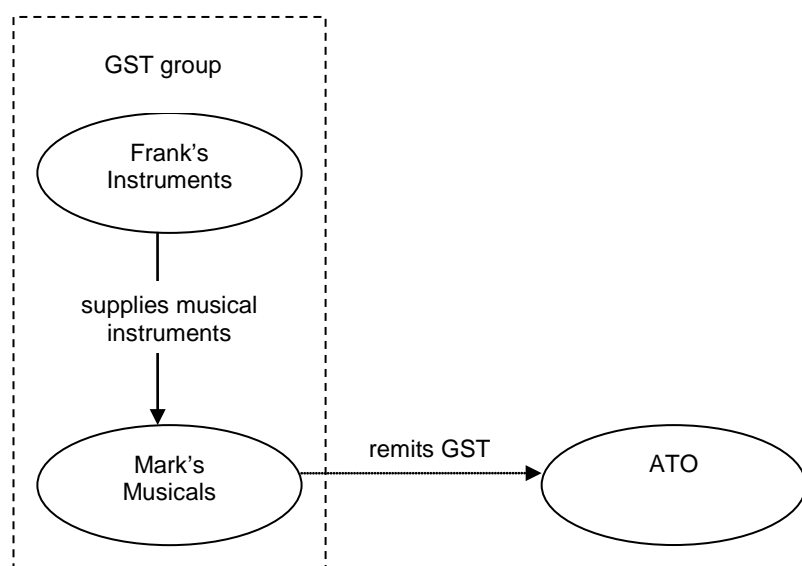 GST group
Frank's
Instruments
supplies musical
instruments
Mark's
Musicals
remits GST
ATO